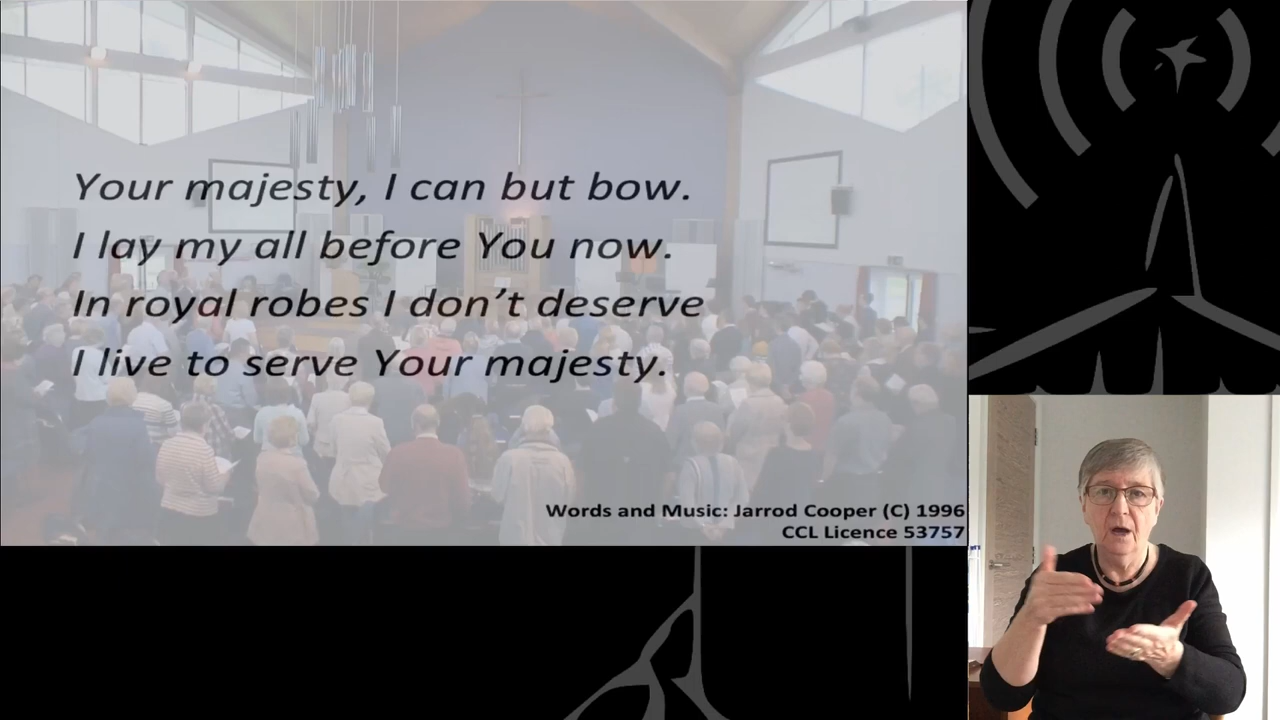 Your majesty, I can but bow.
I lay my all before You now.
In royal robes I don’t deserve
I live to serve Your majesty.
Words and Music: Jarrod Cooper (C) 1996
CCL Licence 53757